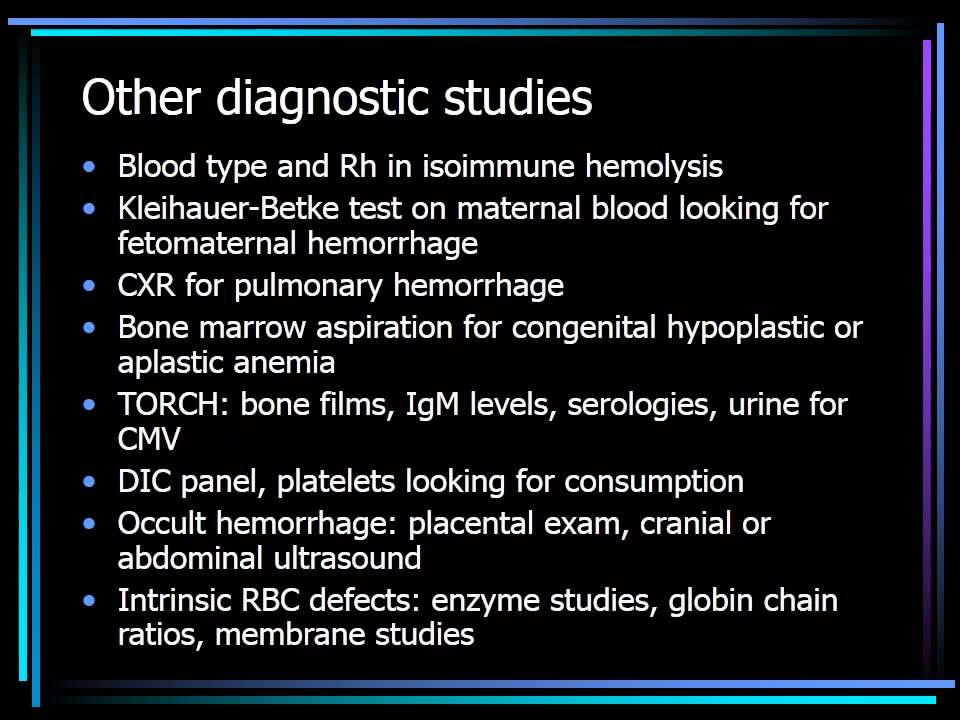 Other diagnostic studies
• Blood type and Rh in isoimmune hemolysis
• Kleihauer-Betke test on maternal blood looking for
fetomaternal hemorrhage
• CXR for pulmonary hemorrhage
• Bone marrow aspiration for congenital hypoplastic or
aplastic anemia
• TORCH: bone films, IgM levels, serologies, urine for
CMV
• DIC panel, platelets looking for consumption
• Occult hemorrhage: placental exam, cranial or
abdominal ultrasound
• Intrinsic RBC defects: enzyme studies, globin chain
ratios, membrane studies